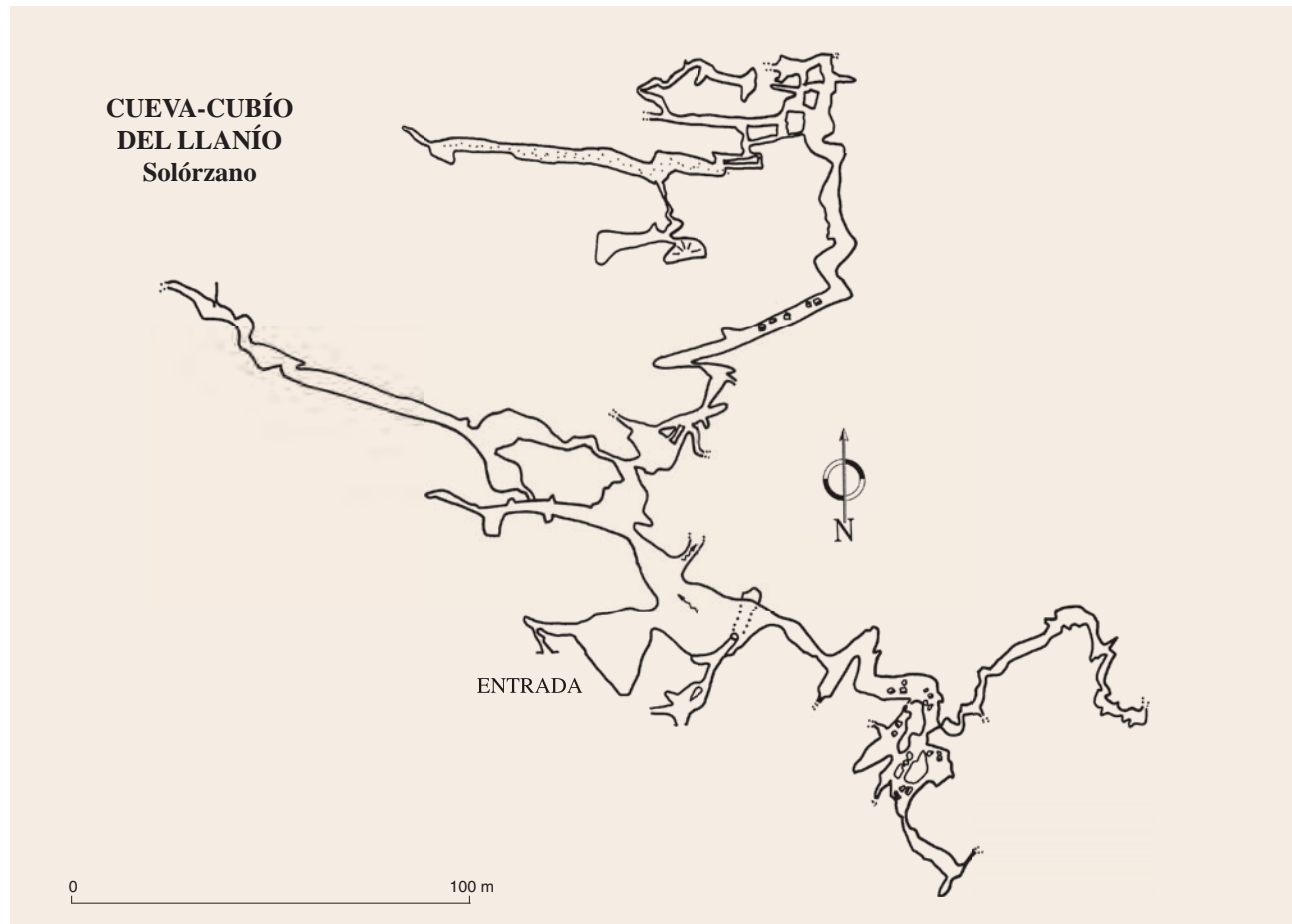 CUEVA-CUBÍO
DEL LLANÍO
Solórzano
N
ENTRADA
0 100 m